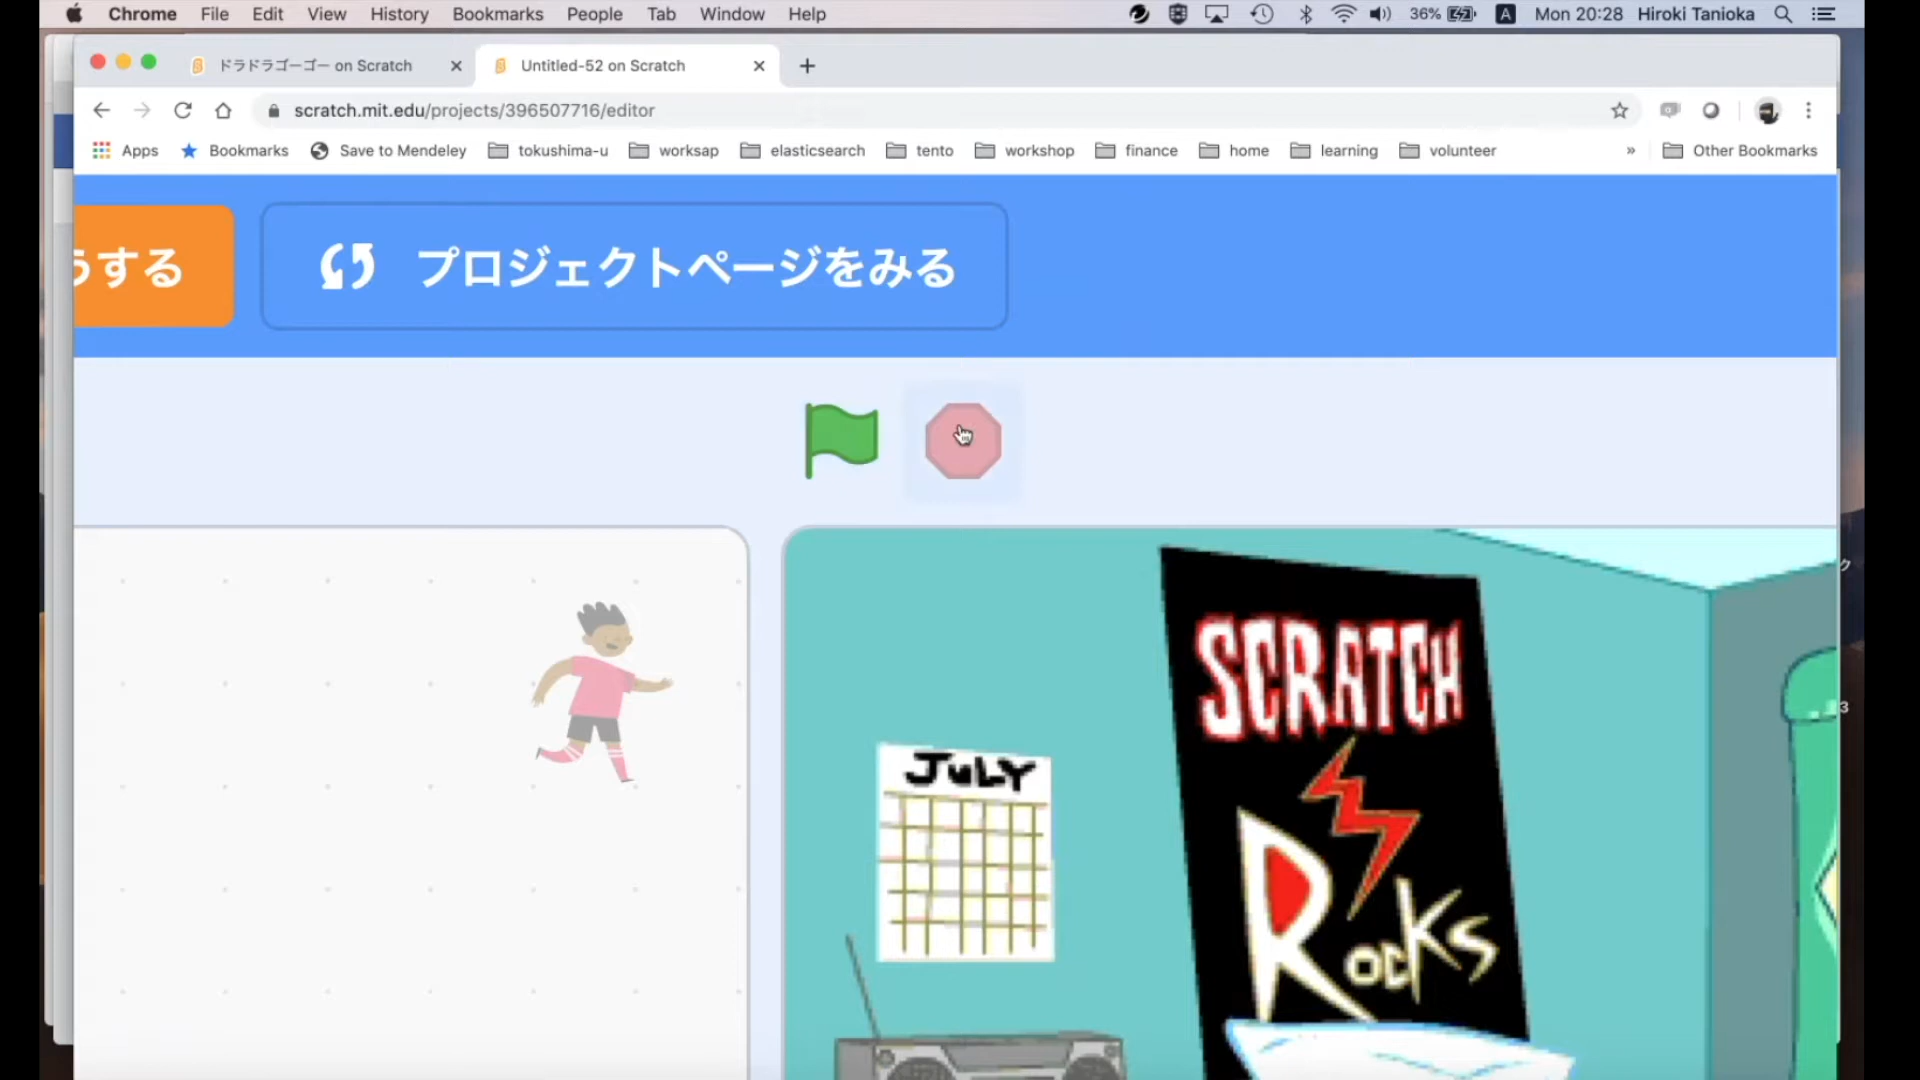 Chrome File Edit View History Bookmarks People Tab Window Help 36% A Mon 20:28 Hiroki Tanioka
ドラドラゴーゴー on Scratch Untitled-52 on Scratch
scratch.mit.edu/projects/396507716/editor
Apps Bookmarks Save to Mendeley tokushima-u worksap elasticsearch tento workshop finance home learning volunteer » Other Bookmarks
うする プロジェクトページをみる
SCRATCH
JULY
ROCKS
ク
3